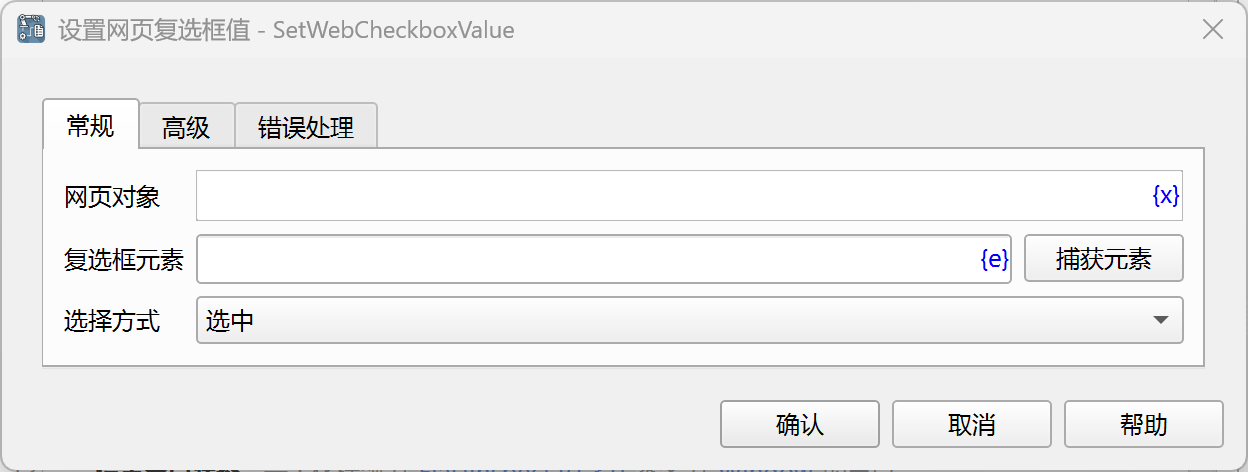 设置网页复选框值 - SetWebCheckboxValue
常规 高级 错误处理
网页对象 {x}
复选框元素 {e} 捕获元素
选择方式 选中
确认 取消 帮助